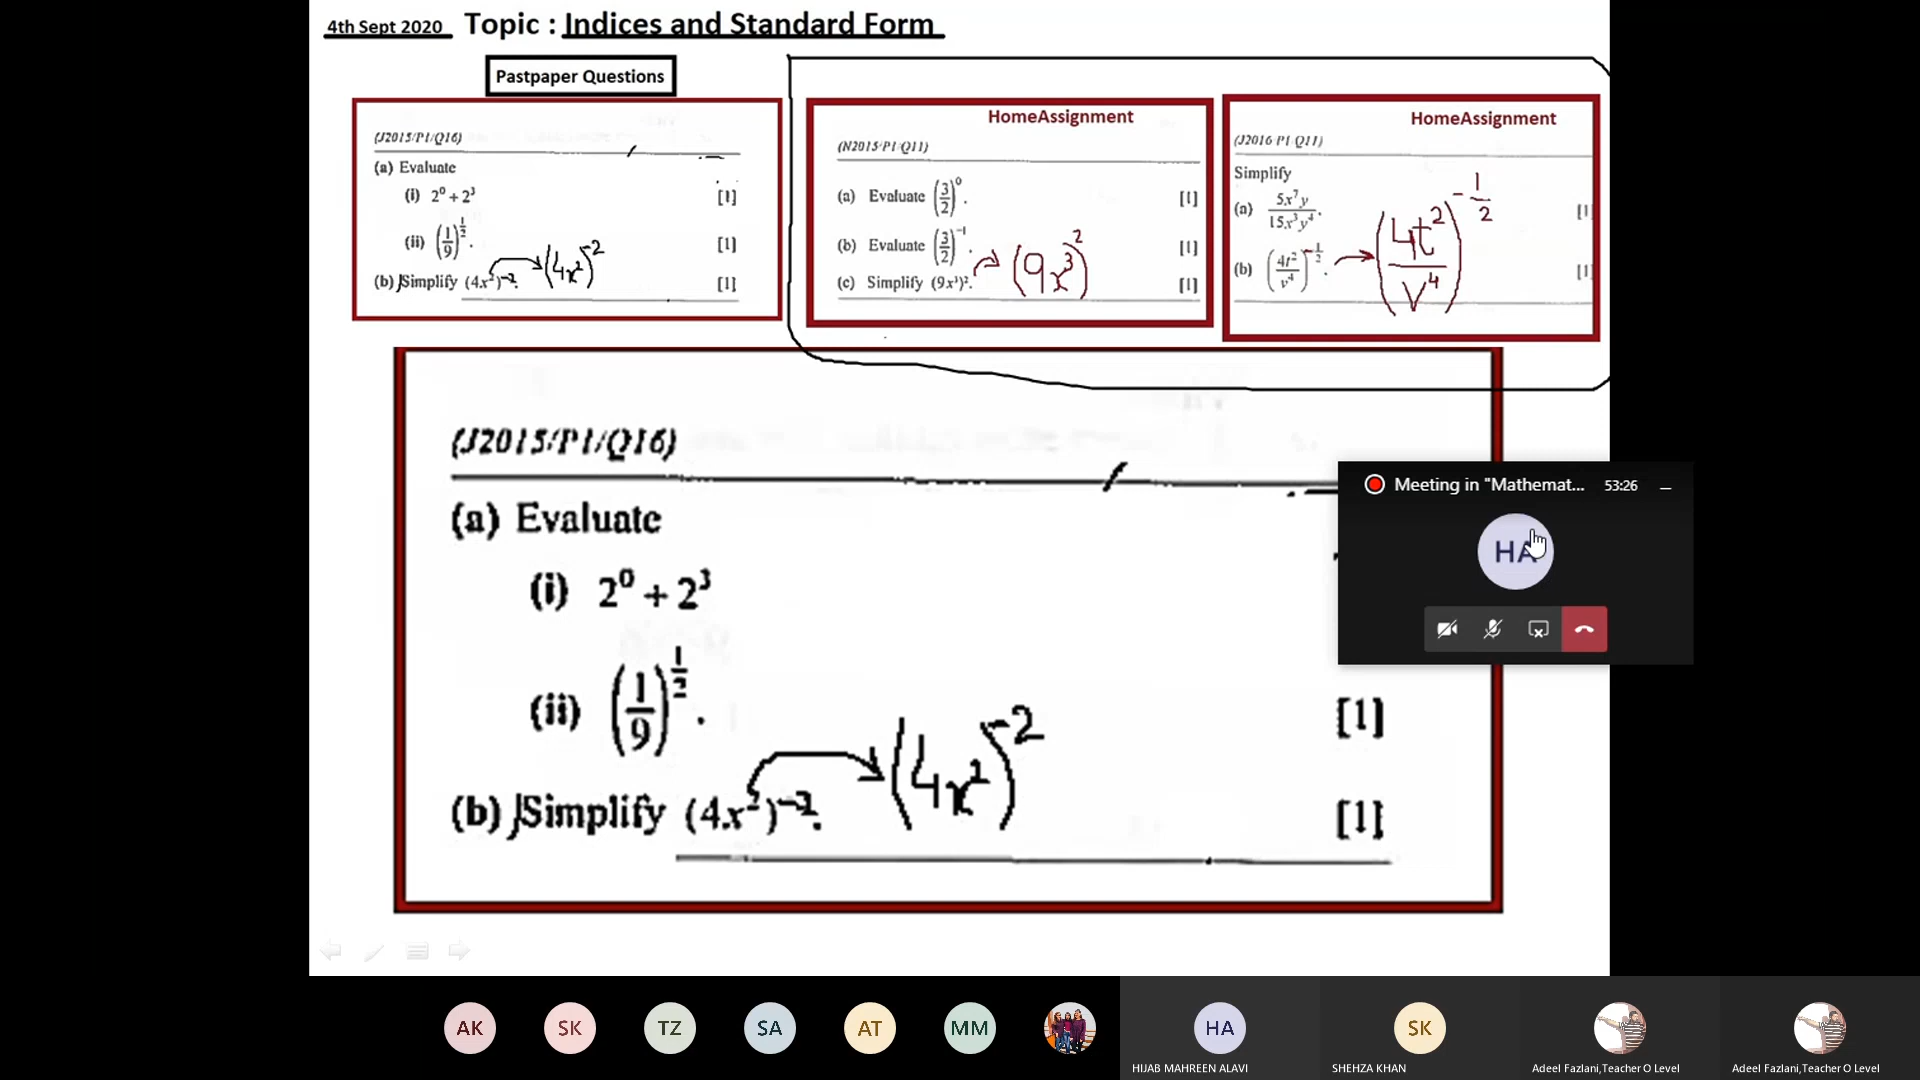 4th Sept 2020 Topic : Indices and Standard Form
Pastpaper Questions
(J2015/P1/Q16)
(a) Evaluate
(i) 2⁰ + 2³ [1]
(ii) (1/9)^(1/2). [1]
(b) Simplify (4x²)⁻². [1]
(4x²)⁻²
HomeAssignment
(N2015/P1/Q11)
(a) Evaluate (3/2)⁰. [1]
(b) Evaluate (3/2)⁻¹. [1]
(c) Simplify (9x³)². [1]
(9x³)²
HomeAssignment
(J2016/P1/Q11)
Simplify
(a) 5x⁷y/15x³y⁴. [1]
(b) (4t²/v⁴)^(-1/2). [1]
(4t²/v⁴)^(-1/2)
(J2015/P1/Q16)
(a) Evaluate
(i) 2⁰ + 2³
(ii) (1/9)^(1/2). [1]
(4x²)⁻²
(b) Simplify (4x²)⁻². [1]
Meeting in "Mathemat... 53:26
HA
AK SK TZ SA AT MM HA SK
HIJAB MAHREEN ALAVI SHEHZA KHAN Adeel Fazlani,Teacher O Level Adeel Fazlani,Teacher O Level